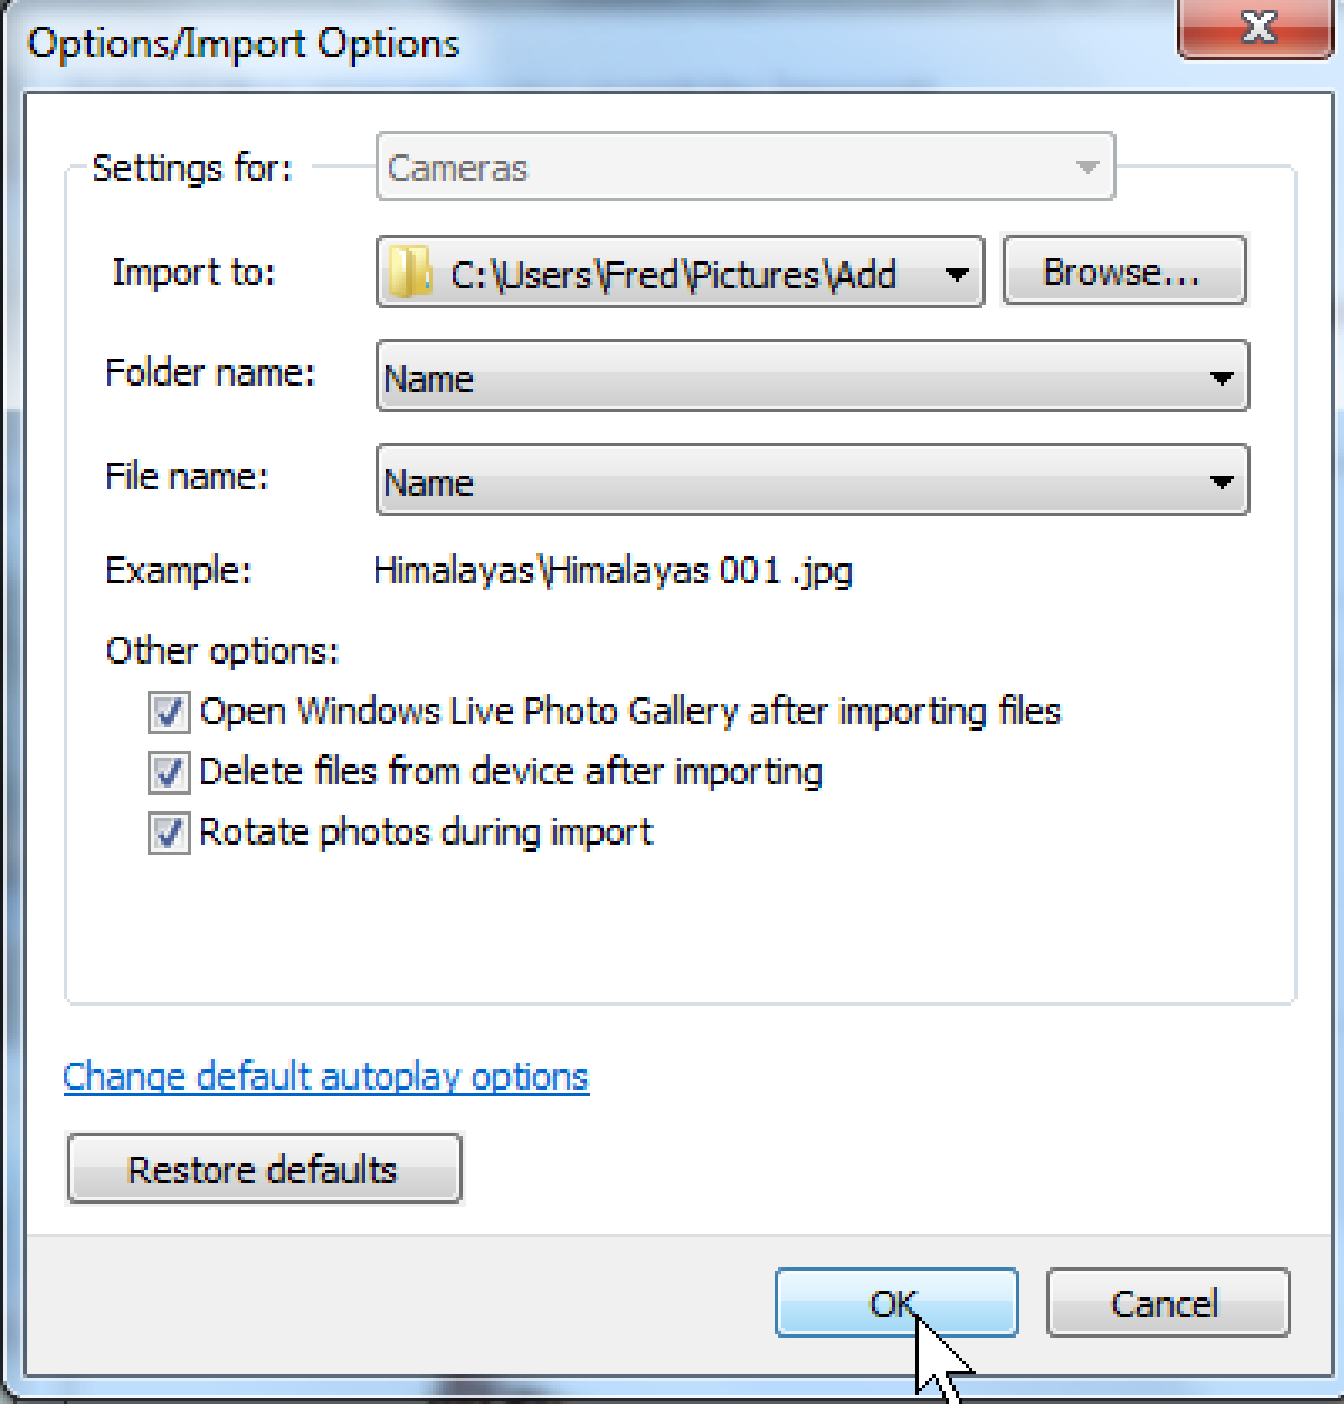 Options/Import Options
Settings for: Cameras
Import to: C:\Users\Fred\Pictures\Add Browse...
Folder name: Name
File name: Name
Example: Himalayas\Himalayas 001 .jpg
Other options:
Open Windows Live Photo Gallery after importing files
Delete files from device after importing
Rotate photos during import
Change default autoplay options
Restore defaults
OK Cancel